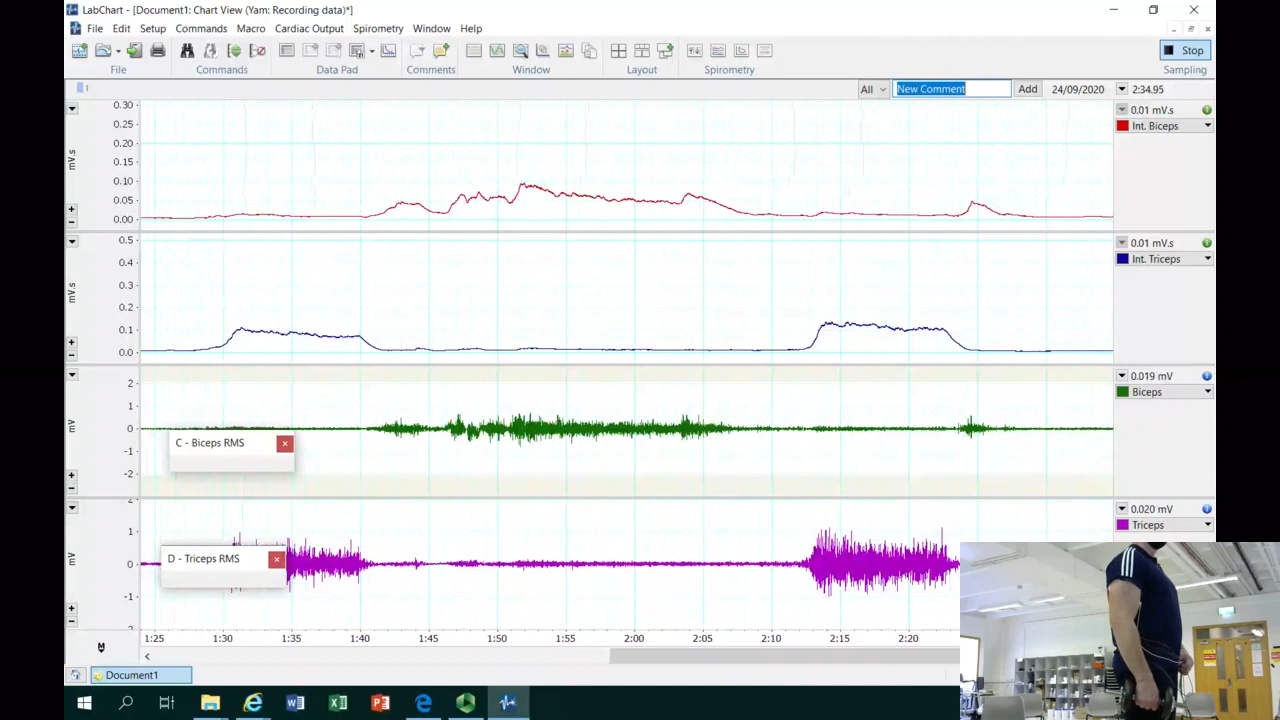 LabChart - [Document1: Chart View (Yam: Recording data)*]
File Edit Setup Commands Macro Cardiac Output Spirometry Window Help
Stop
File Commands Data Pad Comments Window Layout Spirometry Sampling
1 All New Comment Add 24/09/2020 2:34.95
0.30
0.25
0.20
0.15
0.10
0.05
0.00
mV.s
0.01 mV.s
Int. Biceps
0.5
0.4
0.3
0.2
0.1
0.0
mV.s
0.01 mV.s
Int. Triceps
2
1
0
-1
-2
mV
0.019 mV
Biceps
C - Biceps RMS
2
1
0
-1
2
mV
0.020 mV
Triceps
D - Triceps RMS
1:25 1:30 1:35 1:40 1:45 1:50 1:55 2:00 2:05 2:10 2:15 2:20
Document1